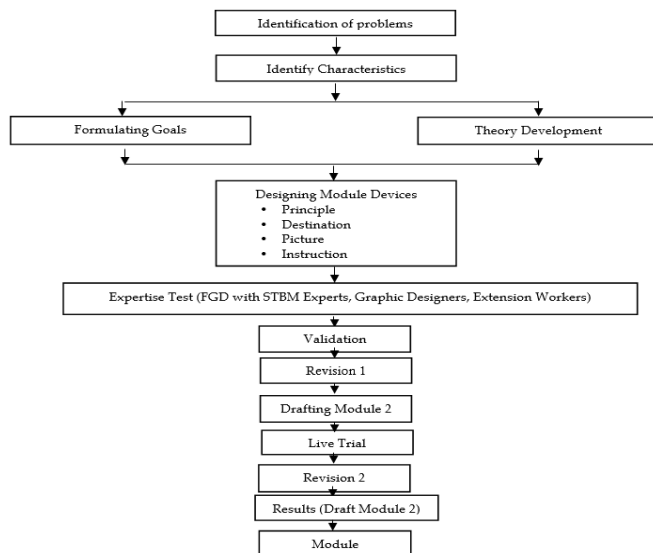 Identification of problems
Identify Characteristics
Formulating Goals
Theory Development
Designing Module Devices
• Principle
• Destination
• Picture
• Instruction
Expertise Test (FGD with STBM Experts, Graphic Designers, Extension Workers)
Validation
Revision 1
Drafting Module 2
Live Trial
Revision 2
Results (Draft Module 2)
Module